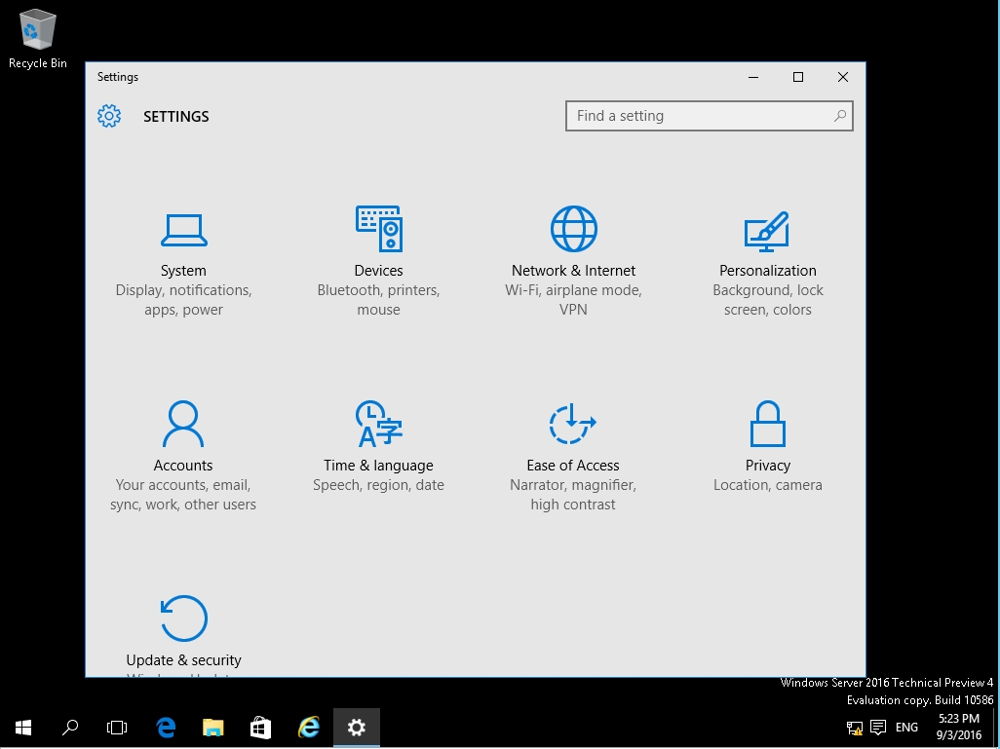 Recycle Bin
Settings
SETTINGS
Find a setting
System
Display, notifications,
apps, power
Devices
Bluetooth, printers,
mouse
Network & Internet
Wi-Fi, airplane mode,
VPN
Personalization
Background, lock
screen, colors
Accounts
Your accounts, email,
sync, work, other users
Time & language
Speech, region, date
Ease of Access
Narrator, magnifier,
high contrast
Privacy
Location, camera
Update & security
Windows Server 2016 Technical Preview 4
Evaluation copy. Build 10586
ENG
5:23 PM
9/3/2016